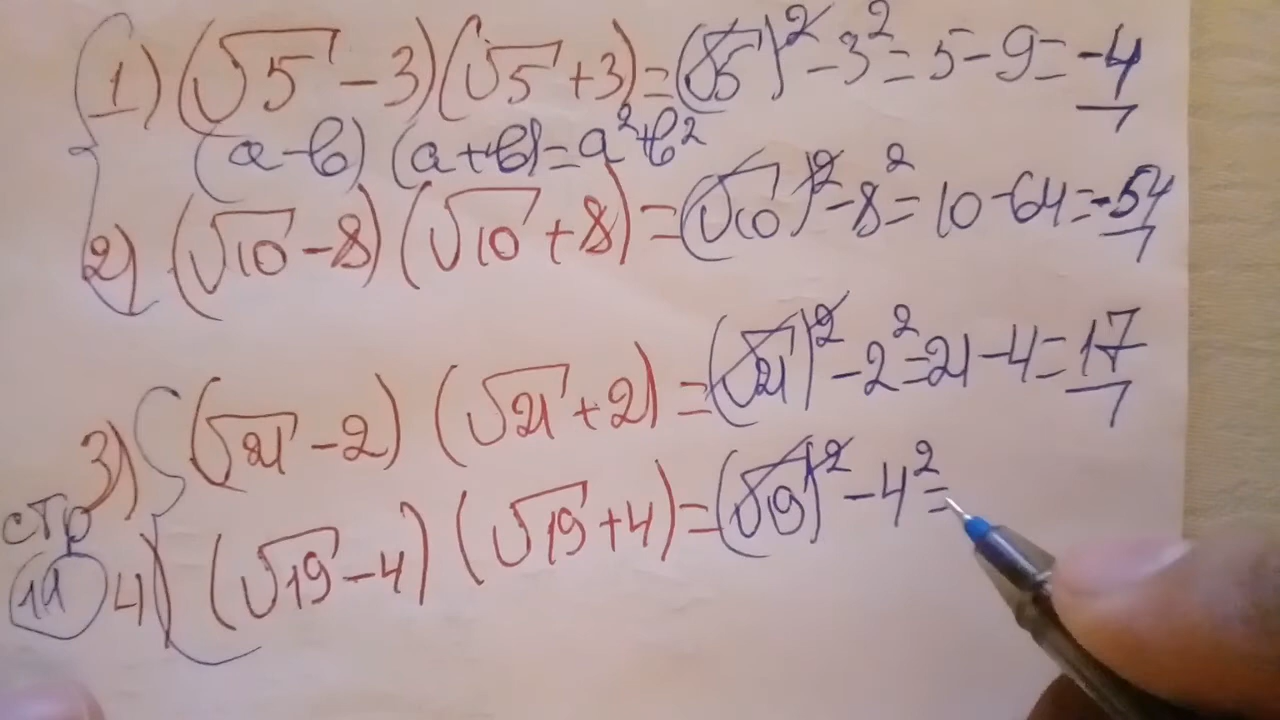 1) (√5 - 3)(√5 + 3) = (√5)² - 3² = 5 - 9 = -4
(a - b) (a + b) = a² + b²
2) (√10 - 8) (√10 + 8) = (√10)² - 8² = 10 - 64 = -54
3) (√21 - 2) (√21 + 2) = (√21)² - 2² = 21 - 4 = 17
стр
4) (√19 - 4) (√19 + 4) = (√19)² - 4² =